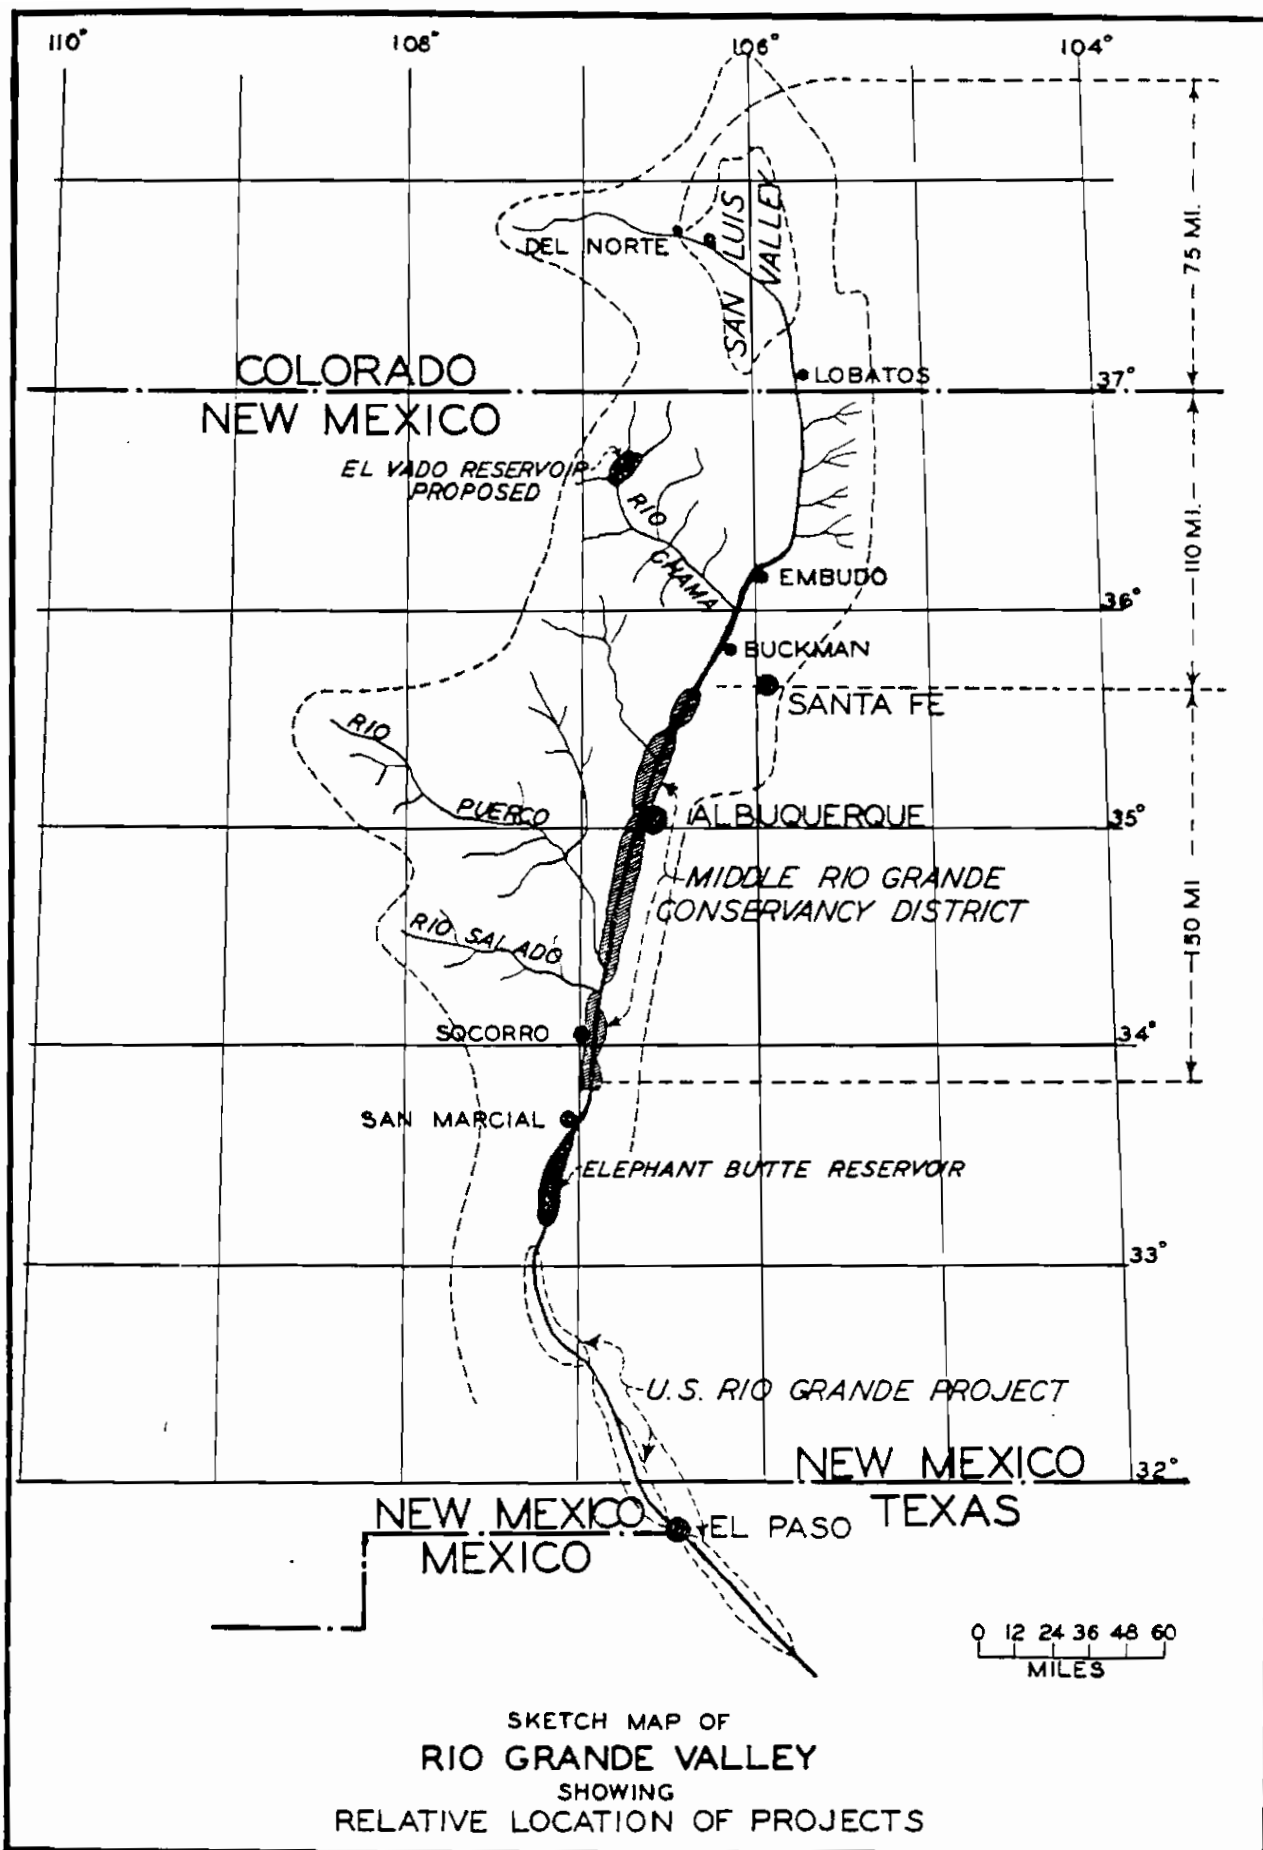 110°
108°
106°
104°
DEL NORTE
SAN LUIS
VALLEY
75 MI.
COLORADO
LOBATOS
37°
NEW MEXICO
EL VADO RESERVOIR
PROPOSED
RIO
CHAMA
110 MI.
EMBUDO
36°
BUCKMAN
SANTA FE
RIO
PUERCO
ALBUQUERQUE
35°
MIDDLE RIO GRANDE
CONSERVANCY DISTRICT
150 MI
RIO SALADO
SOCORRO
34°
SAN MARCIAL
ELEPHANT BUTTE RESERVOIR
33°
U.S. RIO GRANDE PROJECT
NEW MEXICO
32°
TEXAS
NEW MEXICO
EL PASO
MEXICO
0 12 24 36 48 60
MILES
SKETCH MAP OF
RIO GRANDE VALLEY
SHOWING
RELATIVE LOCATION OF PROJECTS